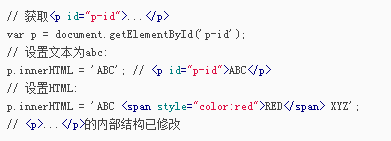 // 获取<p id="p-id">...</p>
var p = document.getElementById('p-id');
// 设置文本为abc:
p.innerHTML = 'ABC'; // <p id="p-id">ABC</p>
// 设置HTML:
p.innerHTML = 'ABC <span style="color:red">RED</span> XYZ';
// <p>...</p>的内部结构已修改